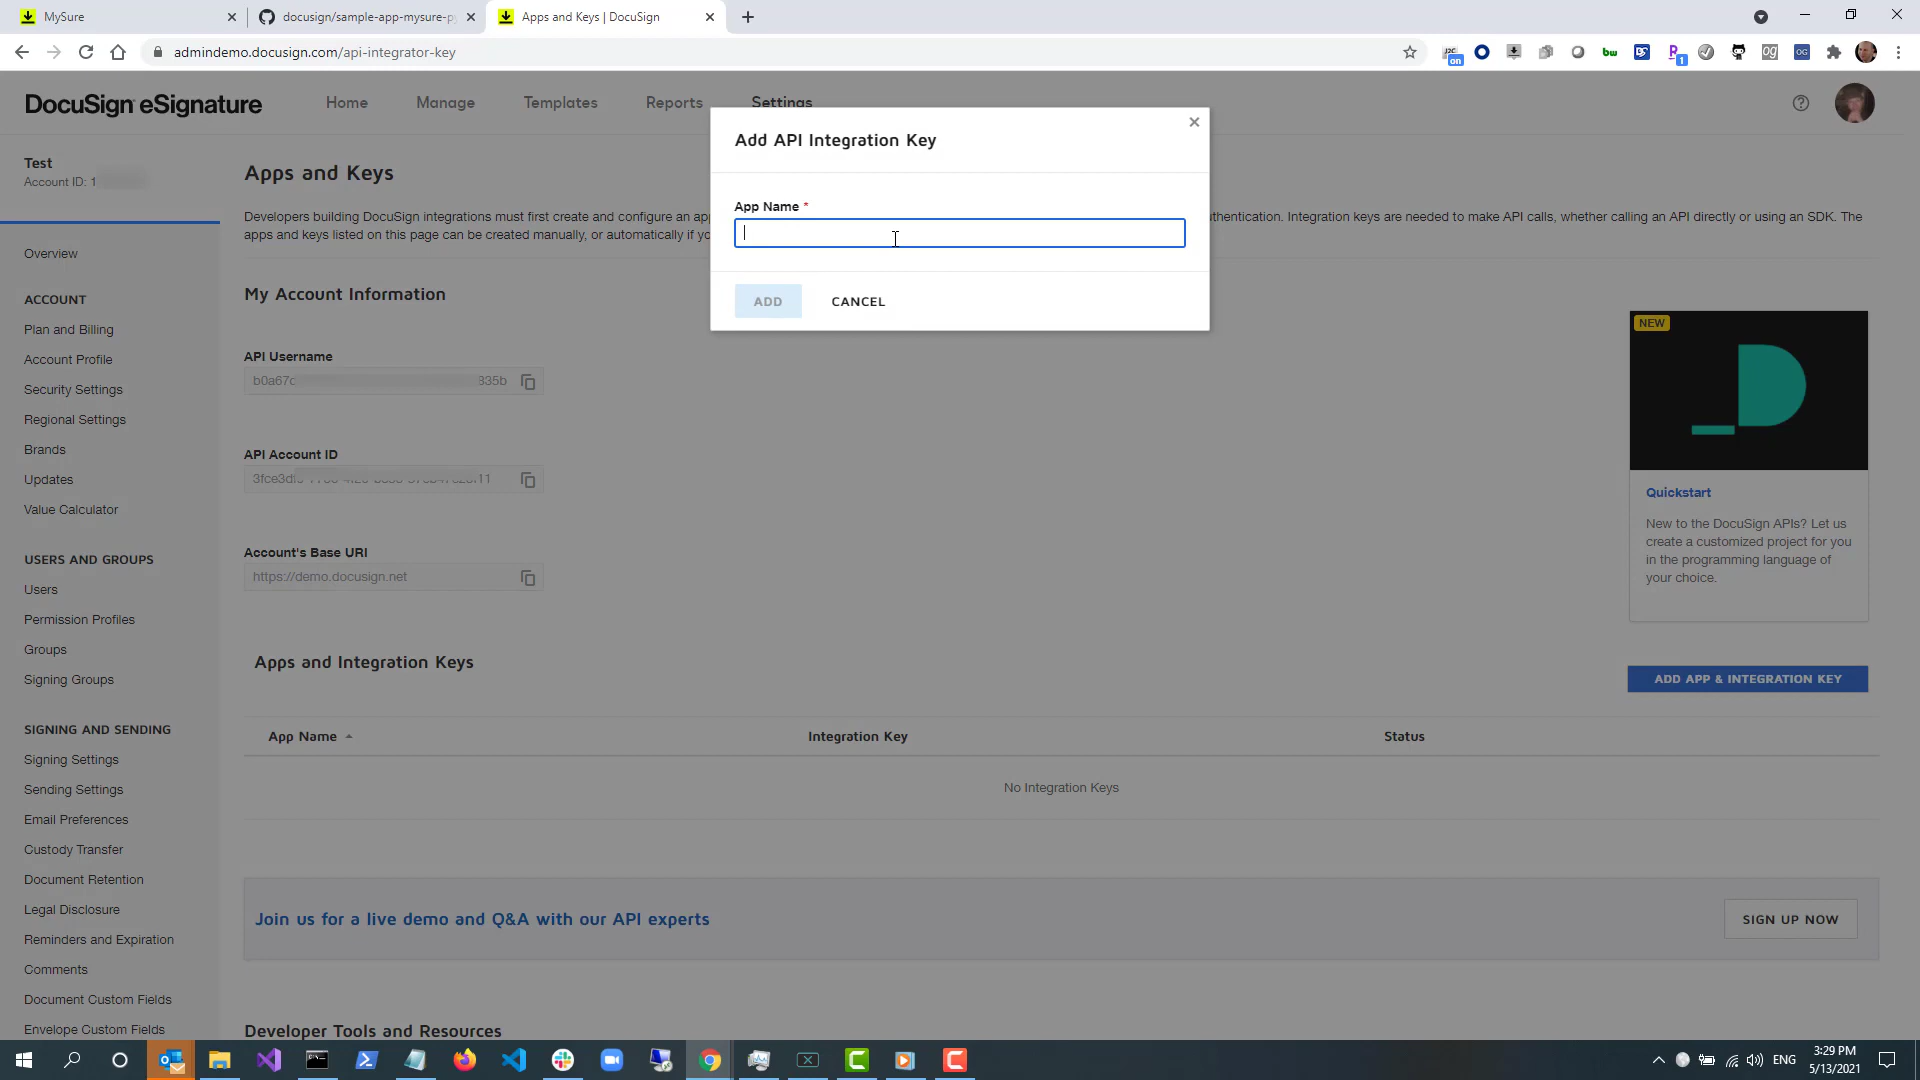 MySure
docusign/sample-app-mysure-p
Apps and Keys | DocuSign
admindemo.docusign.com/api-integrator-key
on
bw
1
og
OG
DocuSign eSignature
Home
Manage
Templates
Reports
Settings
Test
Account ID: 1
Overview
ACCOUNT
Plan and Billing
Account Profile
Security Settings
Regional Settings
Brands
Updates
Value Calculator
USERS AND GROUPS
Users
Permission Profiles
Groups
Signing Groups
SIGNING AND SENDING
Signing Settings
Sending Settings
Email Preferences
Custody Transfer
Document Retention
Legal Disclosure
Reminders and Expiration
Comments
Document Custom Fields
Envelope Custom Fields
Apps and Keys
Developers building DocuSign integrations must first create and configure an app
uthentication. Integration keys are needed to make API calls, whether calling an API directly or using an SDK. The
apps and keys listed on this page can be created manually, or automatically if yo
Add API Integration Key
App Name *
ADD
CANCEL
My Account Information
API Username
b0a67c
835b
API Account ID
3fce3df
11
Account's Base URI
https://demo.docusign.net
NEW
Quickstart
New to the DocuSign APIs? Let us
create a customized project for you
in the programming language of
your choice.
Apps and Integration Keys
ADD APP & INTEGRATION KEY
App Name
Integration Key
Status
No Integration Keys
Join us for a live demo and Q&A with our API experts
SIGN UP NOW
Developer Tools and Resources
ENG
3:29 PM
5/13/2021